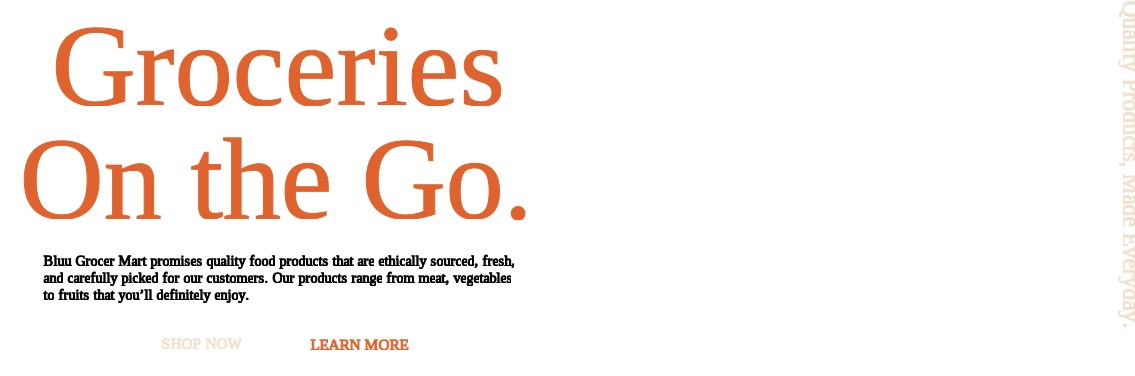 Groceries
On the Go.
Bluu Grocer Mart promises quality food products that are ethically sourced, fresh,
and carefully picked for our customers. Our products range from meat, vegetables
to fruits that you’ll definitely enjoy.
SHOP NOW
LEARN MORE
Quality Products, Made Everyday.